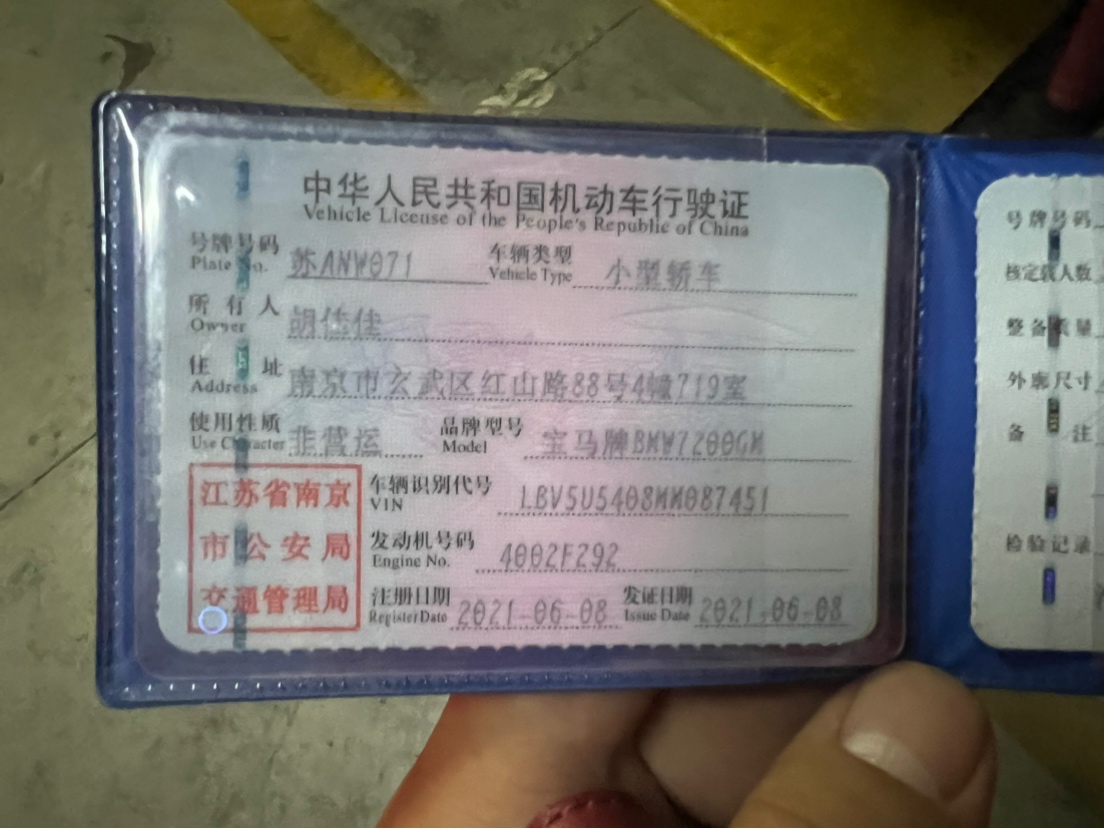 中华人民共和国机动车行驶证
Vehicle License of the People's Republic of China
号牌号码 苏ANW071 车辆类型 小型轿车
Plate No. Vehicle Type
所有人 胡佳佳
Owner
住址 南京市玄武区红山路88号4幢719室
Address
使用性质 非营运 品牌型号 宝马牌BMW7200GM
Use Character Model
江苏省南京
市公安局
交通管理局
车辆识别代号 LBV5U5408MM087451
VIN
发动机号码 4002F292
Engine No.
注册日期 2021-06-08 发证日期 2021-06-08
Register Date Issue Date
号牌号码
核定载人数
整备质量
外廓尺寸
备注
检验记录